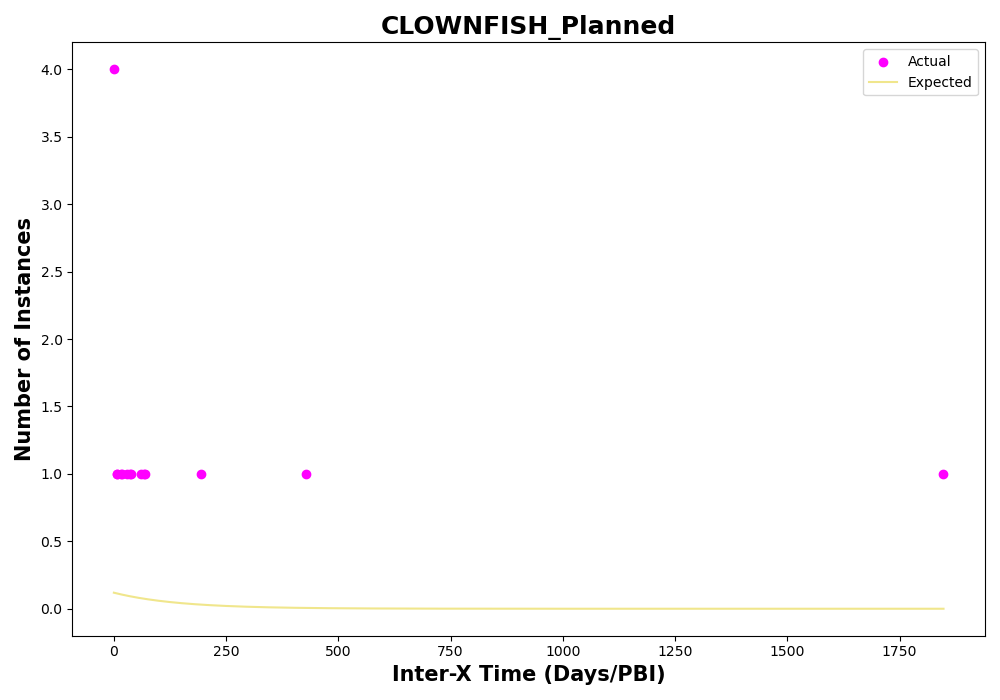 CLOWNFISH_Planned
Actual
Expected
4.0
3.5
3.0
2.5
2.0
1.5
1.0
0.5
0.0
Number of Instances
0 250 500 750 1000 1250 1500 1750
Inter-X Time (Days/PBI)